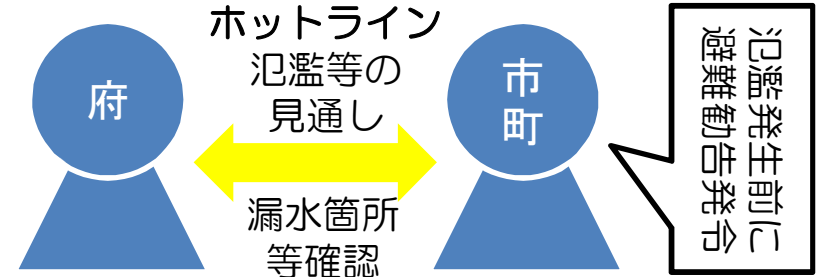 府
ホットライン
氾濫等の
見通し
漏水箇所
等確認
市
町
氾濫発生前に
避難勧告発令